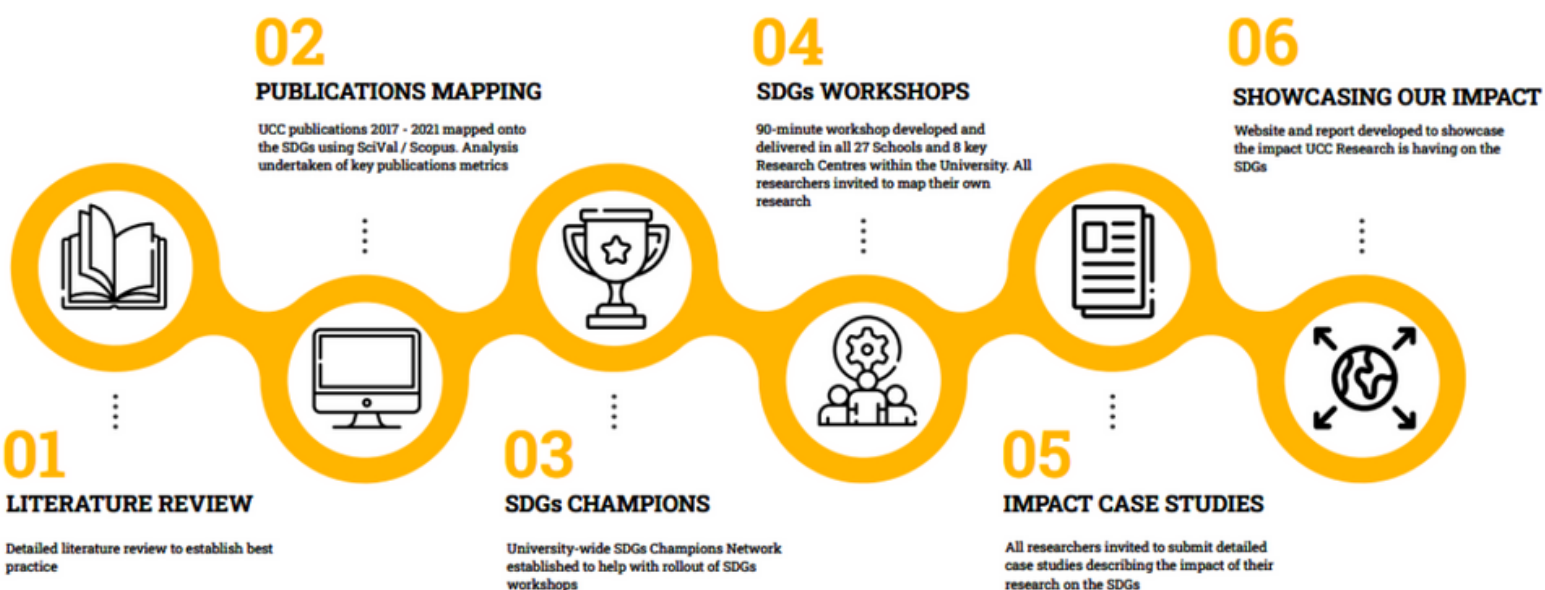 01
LITERATURE REVIEW
Detailed literature review to establish best
practice
02
PUBLICATIONS MAPPING
UCC publications 2017 - 2021 mapped onto
the SDGs using SciVal / Scopus. Analysis
undertaken of key publications metrics
03
SDGs CHAMPIONS
University-wide SDGs Champions Network
established to help with rollout of SDGs
workshops
04
SDGs WORKSHOPS
90-minute workshop developed and
delivered in all 27 Schools and 8 key
Research Centres within the University. All
researchers invited to map their own
research
05
IMPACT CASE STUDIES
All researchers invited to submit detailed
case studies describing the impact of their
research on the SDGs
06
SHOWCASING OUR IMPACT
Website and report developed to showcase
the impact UCC Research is having on the
SDGs